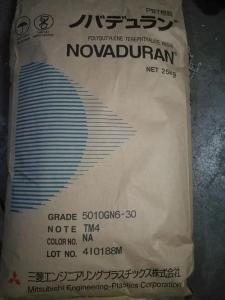 PBT樹脂
ノバデュラン®
POLYBUTYLENE TEREPHTHALATE RESIN
NOVADURAN®
NET 25kg
GRADE 5010GN6-30
NOTE TM4
COLOR NO. NA
LOT NO. 410188M
三菱エンジニアリングプラスチックス株式会社
Mitsubishi Engineering-Plastics Corporation